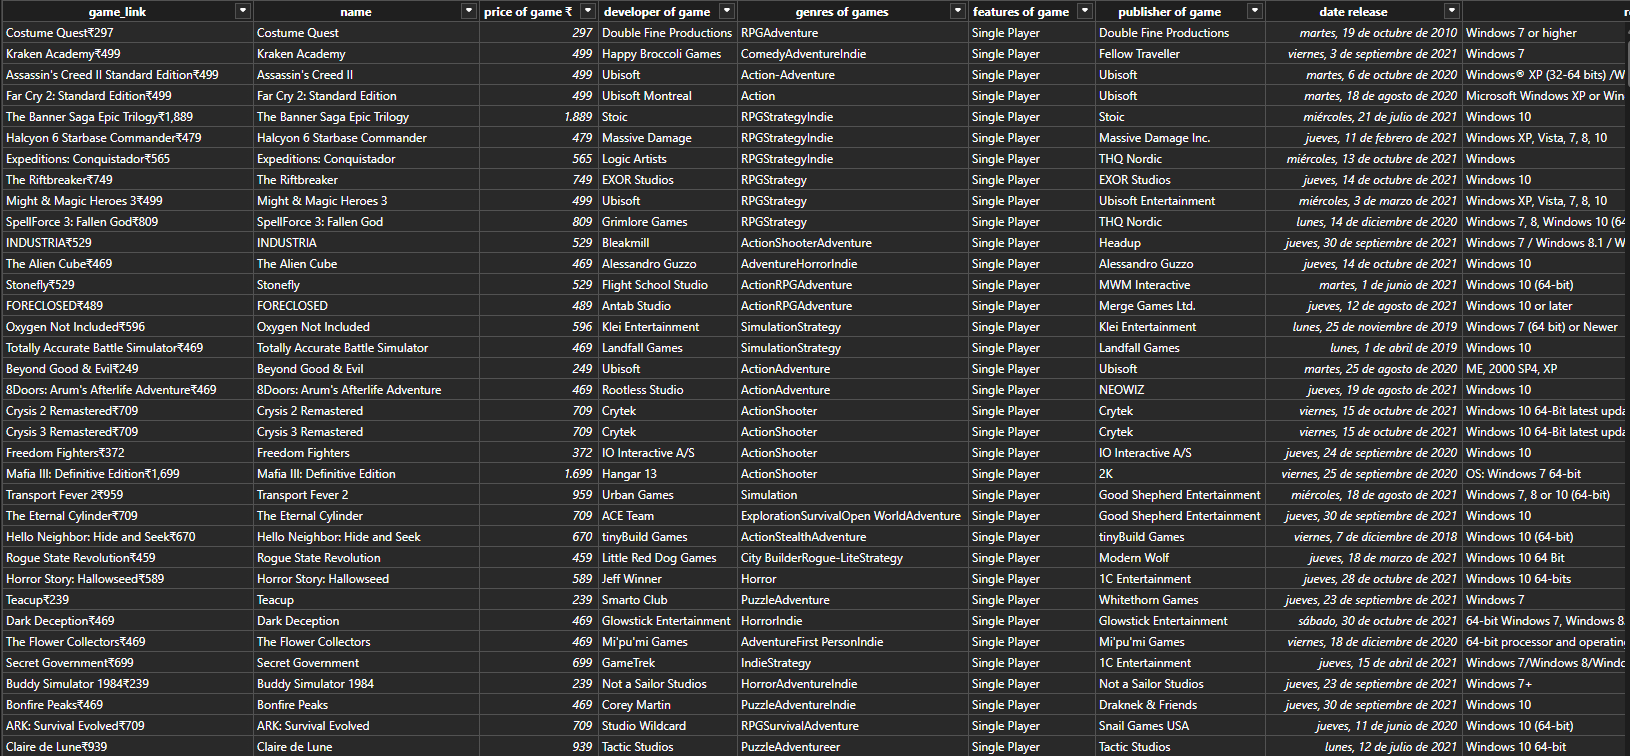 game_link name price of game ₹ developer of game genres of games features of game publisher of game date release
Costume Quest₹297 Costume Quest 297 Double Fine Productions RPGAdventure Single Player Double Fine Productions martes, 19 de octubre de 2010 Windows 7 or higher
Kraken Academy₹499 Kraken Academy 499 Happy Broccoli Games ComedyAdventureIndie Single Player Fellow Traveller viernes, 3 de septiembre de 2021 Windows 7
Assassin's Creed II Standard Edition₹499 Assassin's Creed II 499 Ubisoft Action-Adventure Single Player Ubisoft martes, 6 de octubre de 2020 Windows® XP (32-64 bits) /W
Far Cry 2: Standard Edition₹499 Far Cry 2: Standard Edition 499 Ubisoft Montreal Action Single Player Ubisoft martes, 18 de agosto de 2020 Microsoft Windows XP or Win
The Banner Saga Epic Trilogy₹1,889 The Banner Saga Epic Trilogy 1.889 Stoic RPGStrategyIndie Single Player Stoic miércoles, 21 de julio de 2021 Windows 10
Halcyon 6 Starbase Commander₹479 Halcyon 6 Starbase Commander 479 Massive Damage RPGStrategyIndie Single Player Massive Damage Inc. jueves, 11 de febrero de 2021 Windows XP, Vista, 7, 8, 10
Expeditions: Conquistador₹565 Expeditions: Conquistador 565 Logic Artists RPGStrategyIndie Single Player THQ Nordic miércoles, 13 de octubre de 2021 Windows
The Riftbreaker₹749 The Riftbreaker 749 EXOR Studios RPGStrategy Single Player EXOR Studios jueves, 14 de octubre de 2021 Windows 10
Might & Magic Heroes 3₹499 Might & Magic Heroes 3 499 Ubisoft RPGStrategy Single Player Ubisoft Entertainment miércoles, 3 de marzo de 2021 Windows XP, Vista, 7, 8, 10
SpellForce 3: Fallen God₹809 SpellForce 3: Fallen God 809 Grimlore Games RPGStrategy Single Player THQ Nordic lunes, 14 de diciembre de 2020 Windows 7, 8, Windows 10 (64
INDUSTRIA₹529 INDUSTRIA 529 Bleakmill ActionShooterAdventure Single Player Headup jueves, 30 de septiembre de 2021 Windows 7 / Windows 8.1 / W
The Alien Cube₹469 The Alien Cube 469 Alessandro Guzzo AdventureHorrorIndie Single Player Alessandro Guzzo jueves, 14 de octubre de 2021 Windows 10
Stonefly₹529 Stonefly 529 Flight School Studio ActionRPGAdventure Single Player MWM Interactive martes, 1 de junio de 2021 Windows 10 (64-bit)
FORECLOSED₹489 FORECLOSED 489 Antab Studio ActionRPGAdventure Single Player Merge Games Ltd. jueves, 12 de agosto de 2021 Windows 10 or later
Oxygen Not Included₹596 Oxygen Not Included 596 Klei Entertainment SimulationStrategy Single Player Klei Entertainment lunes, 25 de noviembre de 2019 Windows 7 (64 bit) or Newer
Totally Accurate Battle Simulator₹469 Totally Accurate Battle Simulator 469 Landfall Games SimulationStrategy Single Player Landfall Games lunes, 1 de abril de 2019 Windows 10
Beyond Good & Evil₹249 Beyond Good & Evil 249 Ubisoft ActionAdventure Single Player Ubisoft martes, 25 de agosto de 2020 ME, 2000 SP4, XP
8Doors: Arum's Afterlife Adventure₹469 8Doors: Arum's Afterlife Adventure 469 Rootless Studio ActionAdventure Single Player NEOWIZ jueves, 19 de agosto de 2021 Windows 10
Crysis 2 Remastered₹709 Crysis 2 Remastered 709 Crytek ActionShooter Single Player Crytek viernes, 15 de octubre de 2021 Windows 10 64-Bit latest upda
Crysis 3 Remastered₹709 Crysis 3 Remastered 709 Crytek ActionShooter Single Player Crytek viernes, 15 de octubre de 2021 Windows 10 64-Bit latest upda
Freedom Fighters₹372 Freedom Fighters 372 IO Interactive A/S ActionShooter Single Player IO Interactive A/S jueves, 24 de septiembre de 2020 Windows 10
Mafia III: Definitive Edition₹1,699 Mafia III: Definitive Edition 1.699 Hangar 13 ActionShooter Single Player 2K viernes, 25 de septiembre de 2020 OS: Windows 7 64-bit
Transport Fever 2₹959 Transport Fever 2 959 Urban Games Simulation Single Player Good Shepherd Entertainment miércoles, 18 de agosto de 2021 Windows 7, 8 or 10 (64-bit)
The Eternal Cylinder₹709 The Eternal Cylinder 709 ACE Team ExplorationSurvivalOpen WorldAdventure Single Player Good Shepherd Entertainment jueves, 30 de septiembre de 2021 Windows 10
Hello Neighbor: Hide and Seek₹670 Hello Neighbor: Hide and Seek 670 tinyBuild Games ActionStealthAdventure Single Player tinyBuild Games viernes, 7 de diciembre de 2018 Windows 10 (64-bit)
Rogue State Revolution₹459 Rogue State Revolution 459 Little Red Dog Games City BuilderRogue-LiteStrategy Single Player Modern Wolf jueves, 18 de marzo de 2021 Windows 10 64 Bit
Horror Story: Hallowseed₹589 Horror Story: Hallowseed 589 Jeff Winner Horror Single Player 1C Entertainment jueves, 28 de octubre de 2021 Windows 10 64-bits
Teacup₹239 Teacup 239 Smarto Club PuzzleAdventure Single Player Whitethorn Games jueves, 23 de septiembre de 2021 Windows 7
Dark Deception₹469 Dark Deception 469 Glowstick Entertainment HorrorIndie Single Player Glowstick Entertainment sábado, 30 de octubre de 2021 64-bit Windows 7, Windows 8
The Flower Collectors₹469 The Flower Collectors 469 Mi'pu'mi Games AdventureFirst PersonIndie Single Player Mi'pu'mi Games viernes, 18 de diciembre de 2020 64-bit processor and operatin
Secret Government₹699 Secret Government 699 GameTrek IndieStrategy Single Player 1C Entertainment jueves, 15 de abril de 2021 Windows 7/Windows 8/Windo
Buddy Simulator 1984₹239 Buddy Simulator 1984 239 Not a Sailor Studios HorrorAdventureIndie Single Player Not a Sailor Studios jueves, 23 de septiembre de 2021 Windows 7+
Bonfire Peaks₹469 Bonfire Peaks 469 Corey Martin PuzzleAdventureIndie Single Player Draknek & Friends jueves, 30 de septiembre de 2021 Windows 10
ARK: Survival Evolved₹709 ARK: Survival Evolved 709 Studio Wildcard RPGSurvivalAdventure Single Player Snail Games USA jueves, 11 de junio de 2020 Windows 10 (64-bit)
Claire de Lune₹939 Claire de Lune 939 Tactic Studios PuzzleAdventureer Single Player Tactic Studios lunes, 12 de julio de 2021 Windows 10 64-bit